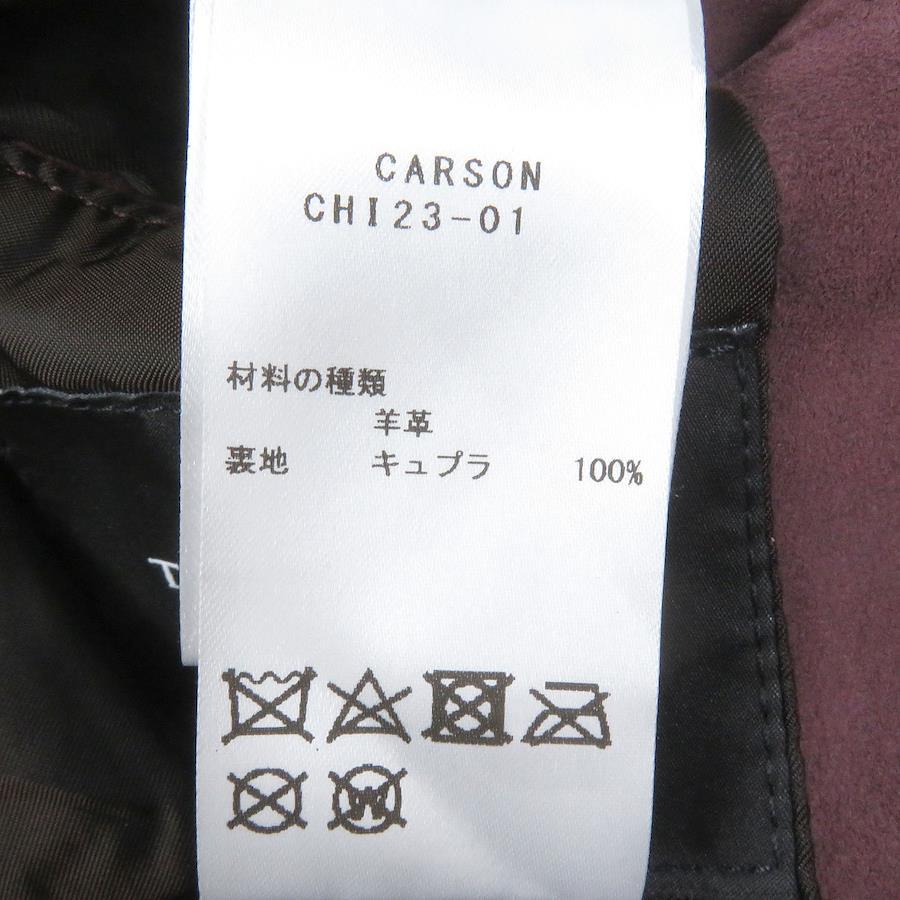 CARSON
CHI23-01
材料の種類
羊革
裏地 キュプラ 100%
W